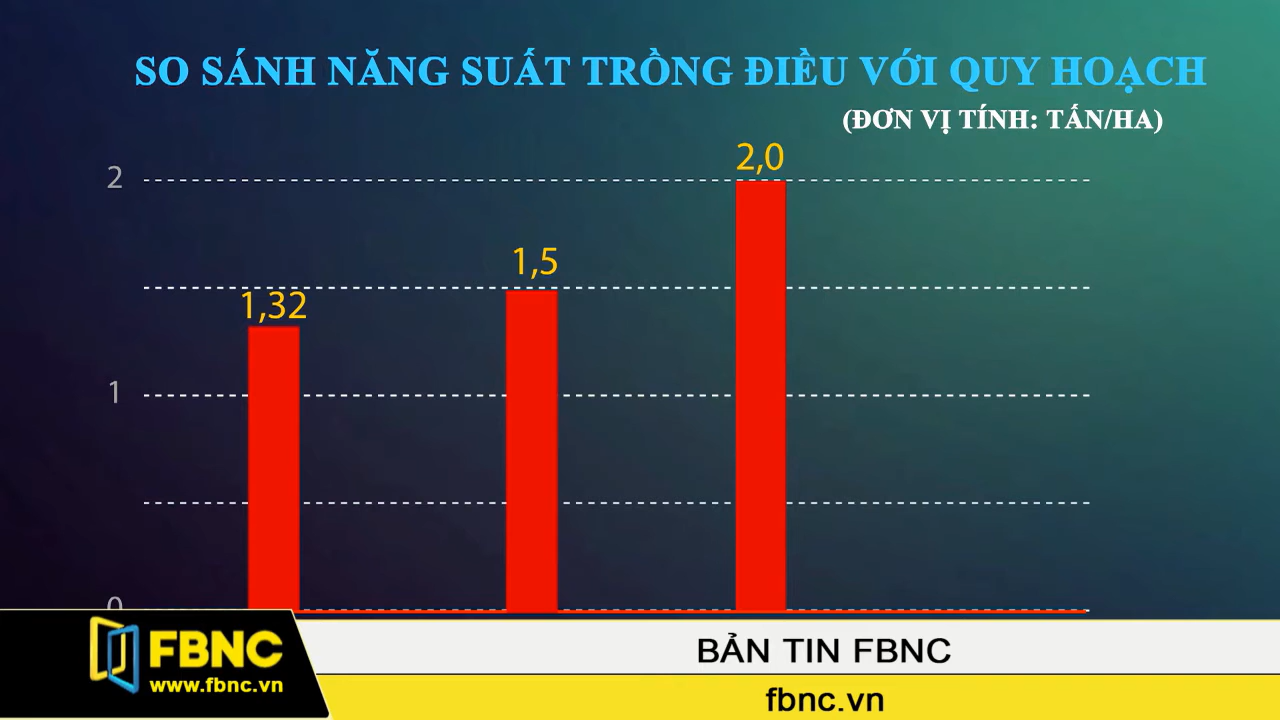 SO SÁNH NĂNG SUẤT TRỒNG ĐIỀU VỚI QUY HOẠCH
(ĐƠN VỊ TÍNH: TẤN/HA)
2,0
2
1,5
1,32
1
0
FBNC
www.fbnc.vn
BẢN TIN FBNC
fbnc.vn